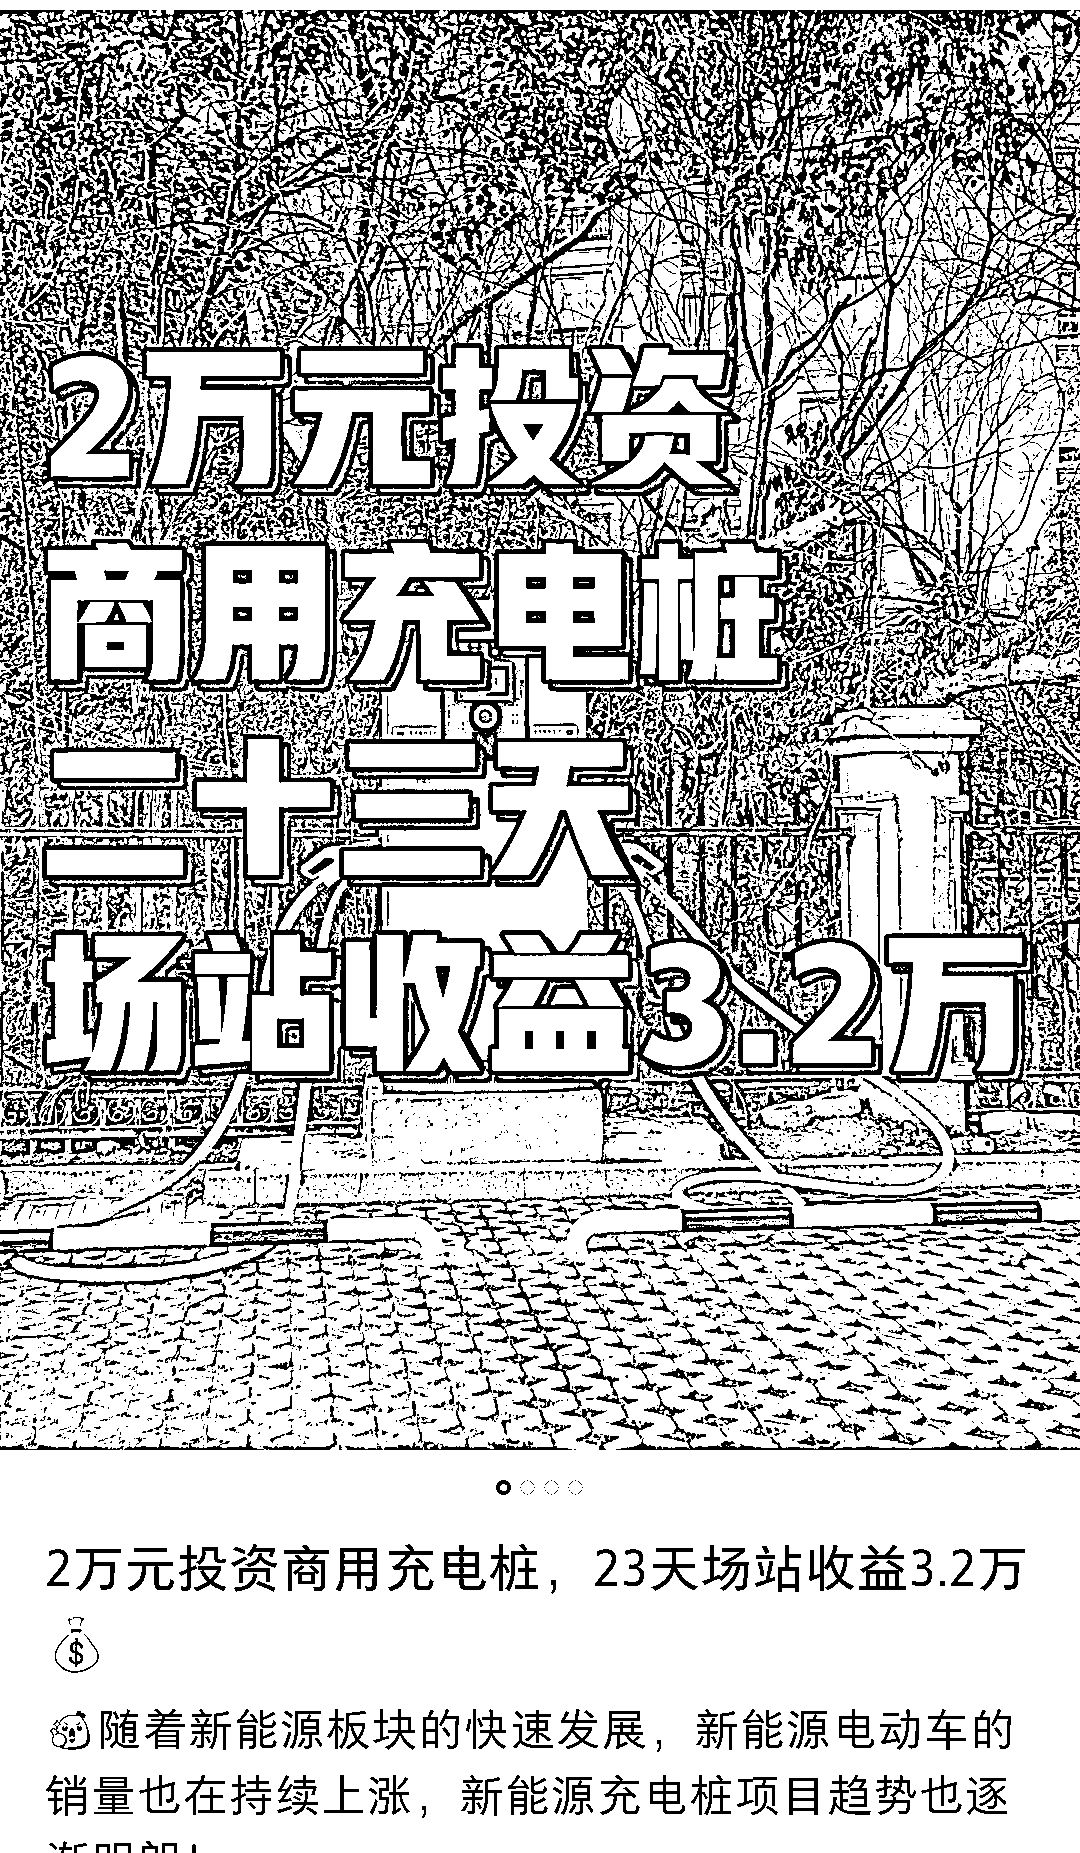 2万元投资
商用充电桩
二十三天
场站收益3.2万
2万元投资商用充电桩，23天场站收益3.2万
随着新能源板块的快速发展，新能源电动车的
销量也在持续上涨，新能源充电桩项目趋势也逐